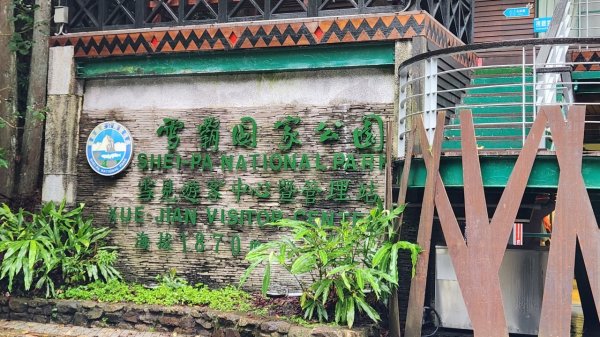 雪霸国家公園
SHEI-PA NATIONAL PARK
雪見遊客中心暨管理站
XUE JIAN VISITOR CENTER
海拔1870